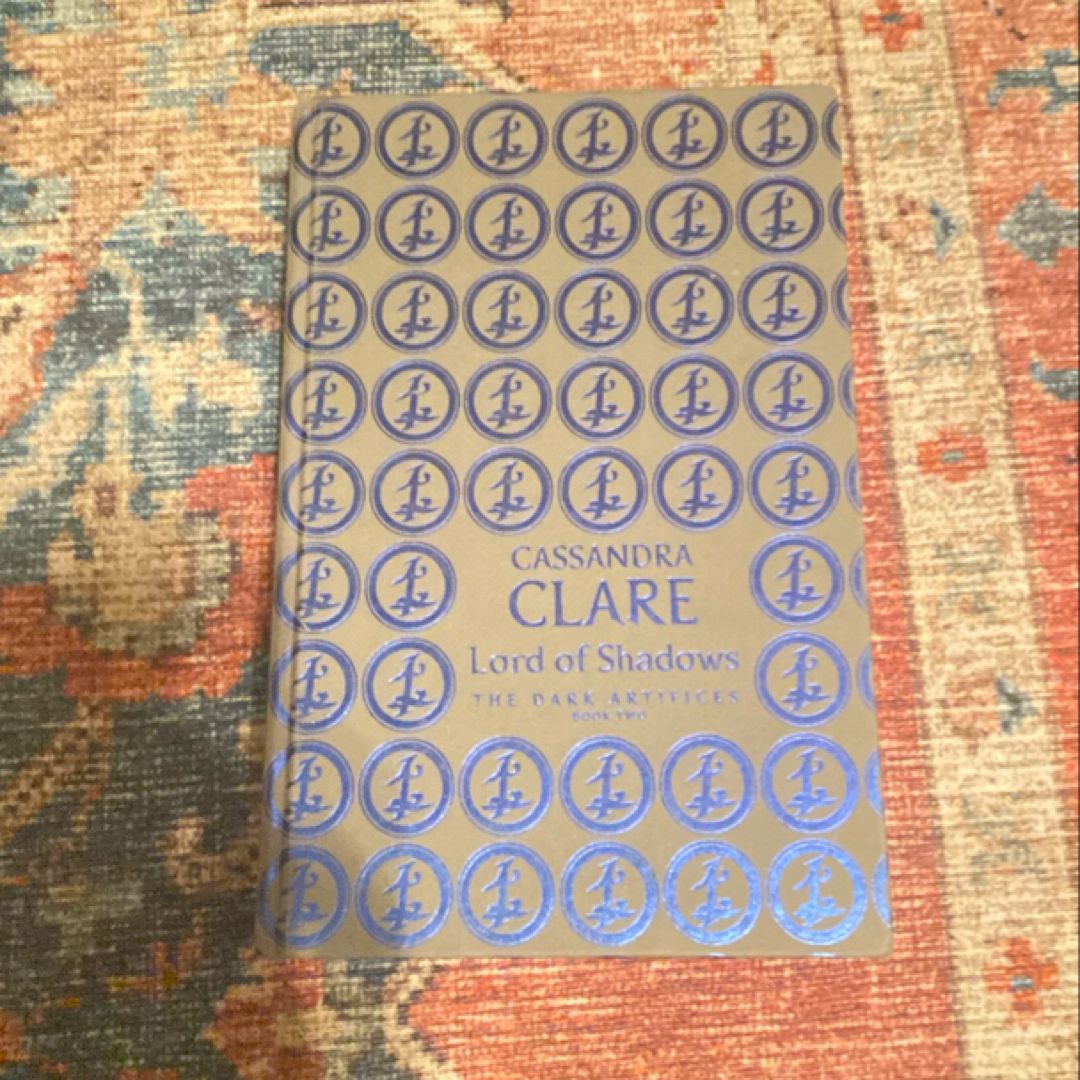 CASSANDRA
CLARE
Lord of Shadows
THE DARK ARTIFICES
BOOK TWO